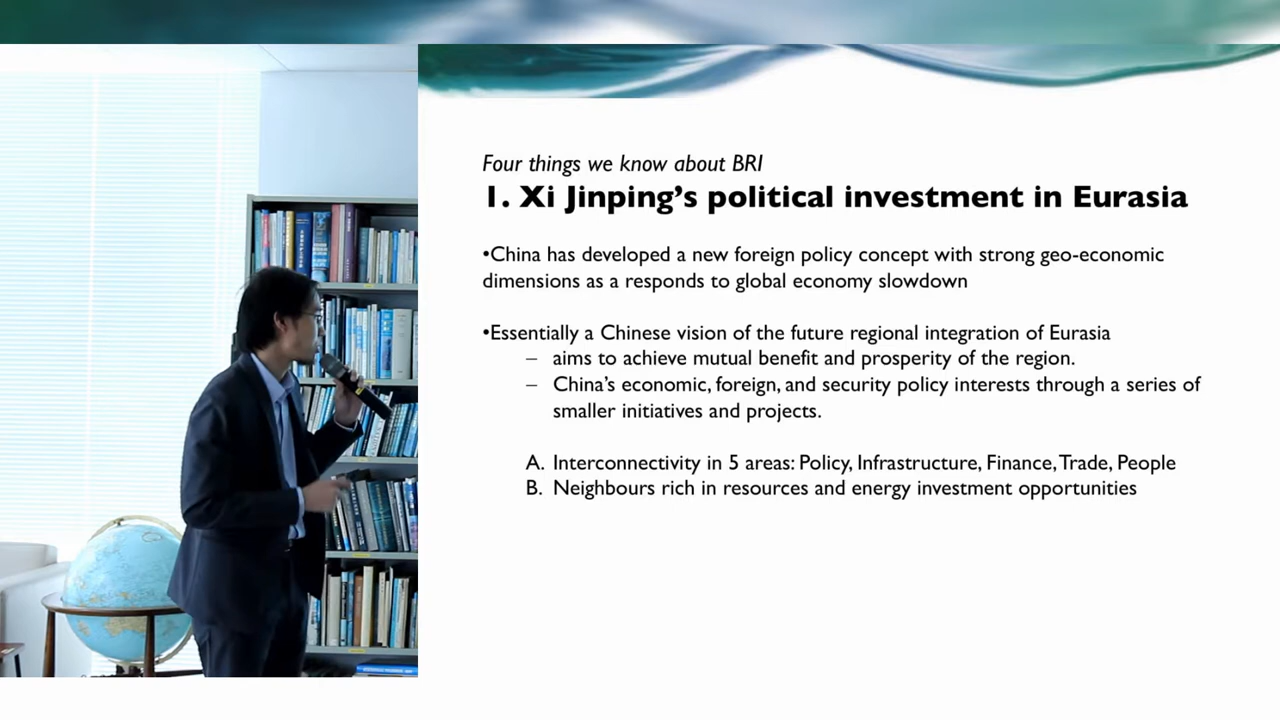 Four things we know about BRI
1. Xi Jinping's political investment in Eurasia
•China has developed a new foreign policy concept with strong geo-economic
dimensions as a responds to global economy slowdown
•Essentially a Chinese vision of the future regional integration of Eurasia
– aims to achieve mutual benefit and prosperity of the region.
– China's economic, foreign, and security policy interests through a series of
smaller initiatives and projects.
A. Interconnectivity in 5 areas: Policy, Infrastructure, Finance, Trade, People
B. Neighbours rich in resources and energy investment opportunities